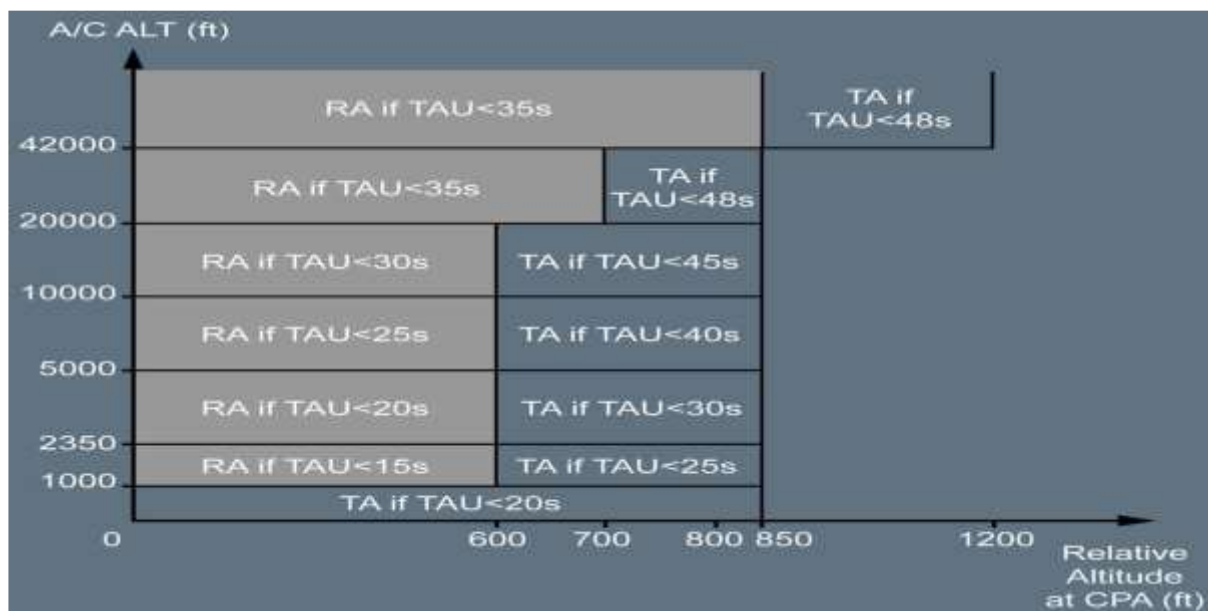 A/C ALT (ft)
RA if TAU<35s
TA if
TAU<48s
42000
RA if TAU<35s
TA if
TAU<48s
20000
RA if TAU<30s
TA if TAU<45s
10000
RA if TAU<25s
TA if TAU<40s
5000
RA if TAU<20s
TA if TAU<30s
2350
RA if TAU<15s
TA if TAU<25s
1000
TA if TAU<20s
0
600
700
800
850
1200
Relative
Altitude
at CPA (ft)